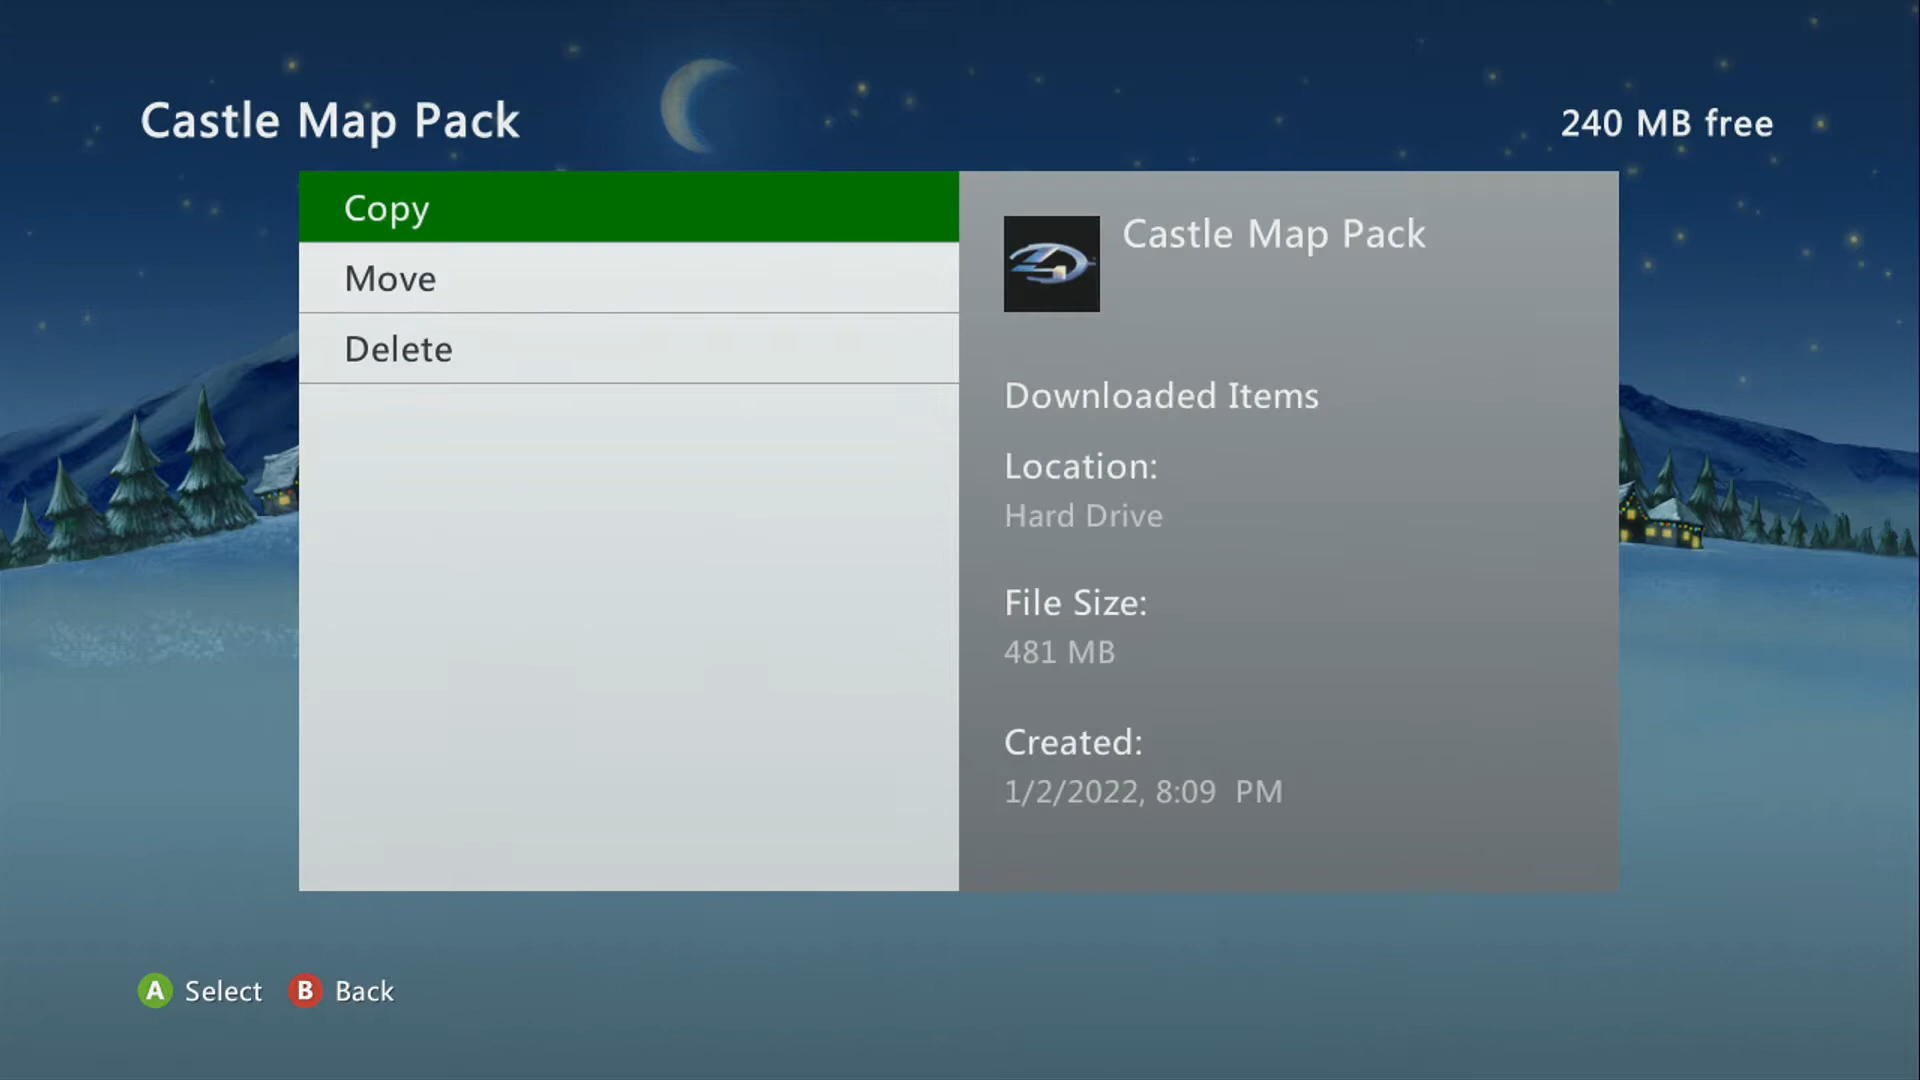 Castle Map Pack
240 MB free
Copy
Move
Delete
Castle Map Pack
Downloaded Items
Location:
Hard Drive
File Size:
481 MB
Created:
1/2/2022, 8:09 PM
A Select B Back